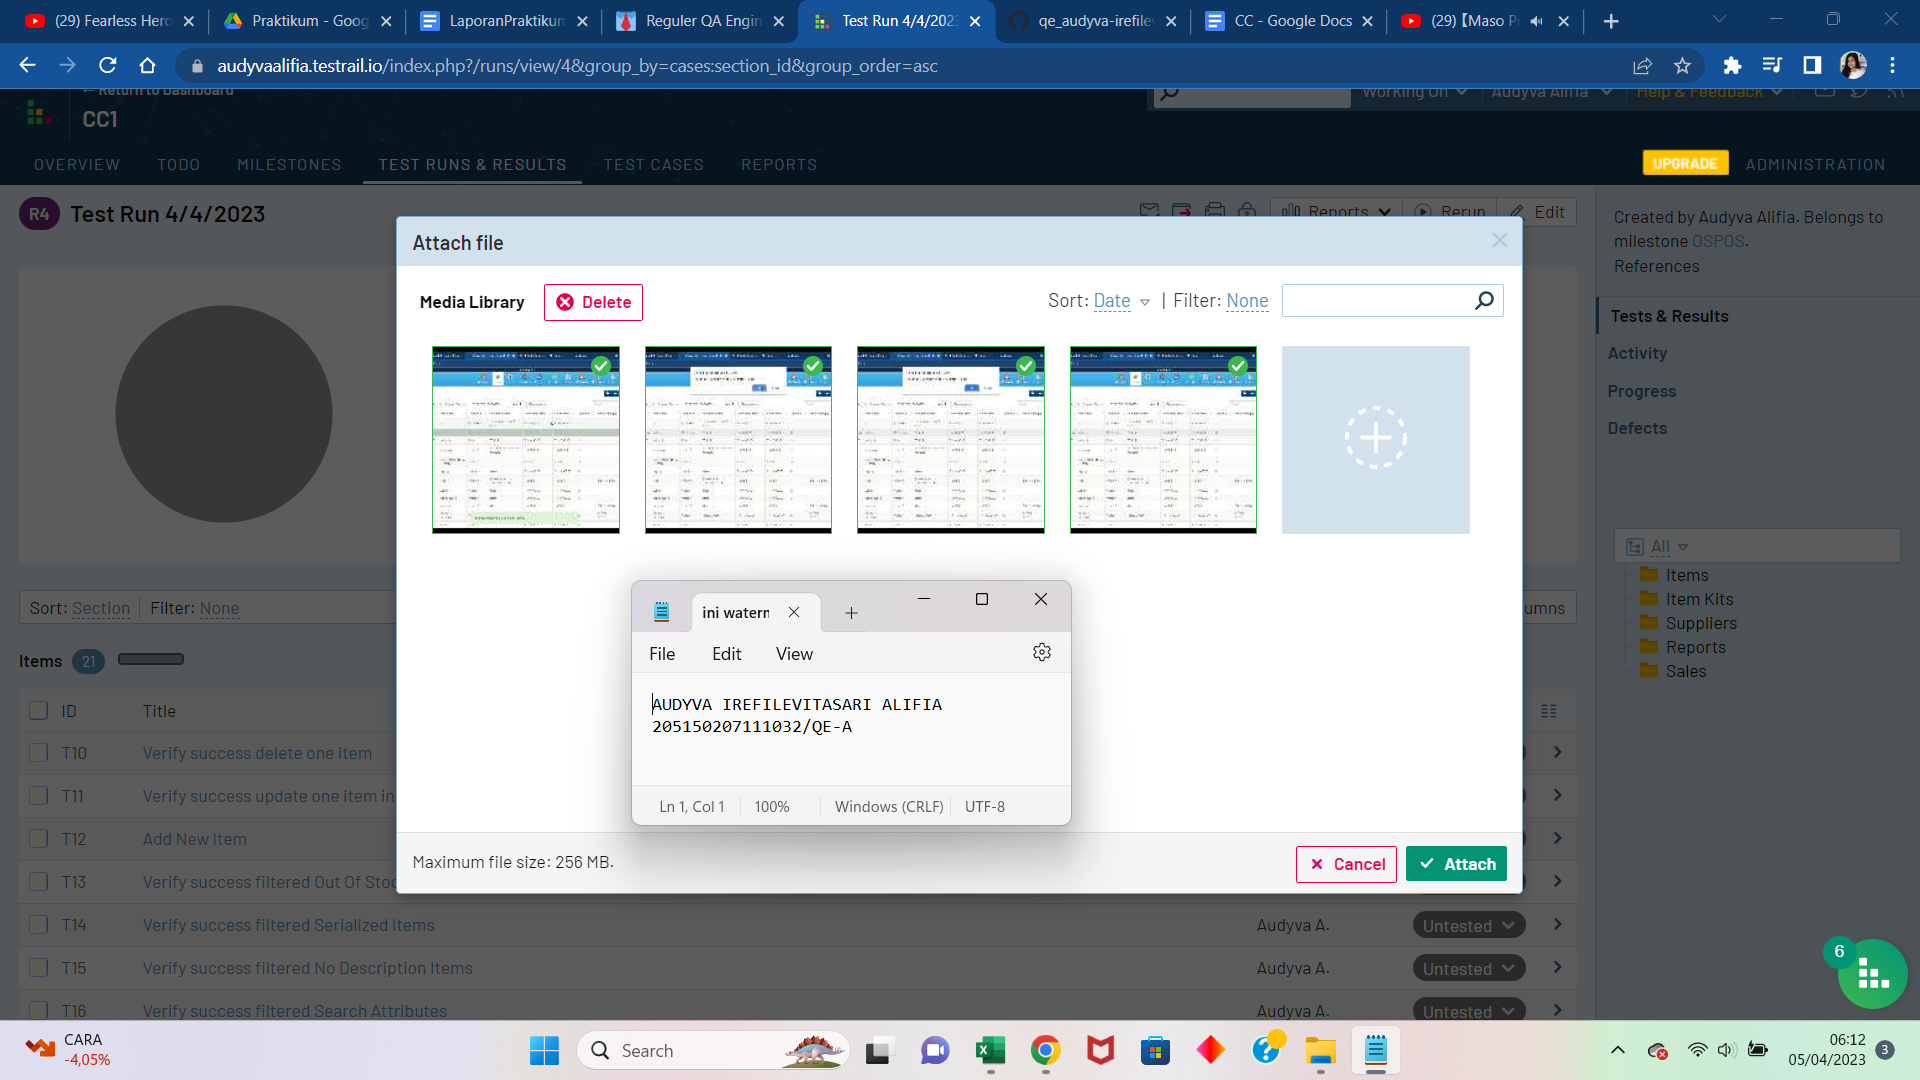 (29) Fearless Hero
Praktikum - Goog
LaporanPraktikum
Reguler QA Engin
Test Run 4/4/202
qe_audyva-irefilev
CC - Google Docs
(29) 【Maso P
audyvaalifia.testrail.io/index.php?/runs/view/4&group_by=cases:section_id&group_order=asc
← Return to Dashboard
Working On
Audyva Alifia
Help & Feedback
CC1
OVERVIEW
TODO
MILESTONES
TEST RUNS & RESULTS
TEST CASES
REPORTS
UPGRADE
ADMINISTRATION
R4 Test Run 4/4/2023
Reports
Rerun
Edit
Created by Audyva Alifia. Belongs to
milestone OSPOS.
References
Tests & Results
Activity
Progress
Defects
All
Items
Item Kits
Suppliers
Reports
Sales
Attach file
Media Library
Delete
Sort: Date | Filter: None
ini waterm
File
Edit
View
AUDYVA IREFILEVITASARI ALIFIA
205150207111032/QE-A
Ln 1, Col 1
100%
Windows (CRLF)
UTF-8
Maximum file size: 256 MB.
Cancel
Attach
Sort: Section
Filter: None
umns
Items 21
ID
Title
T10 Verify success delete one item
T11 Verify success update one item in
T12 Add New Item
T13 Verify success filtered Out Of Stoc
T14 Verify success filtered Serialized Items Audyva A. Untested
T15 Verify success filtered No Description Items Audyva A. Untested
T16 Verify success filtered Search Attributes Audyva A. Untested
6
CARA
-4,05%
Search
06:12
05/04/2023
3